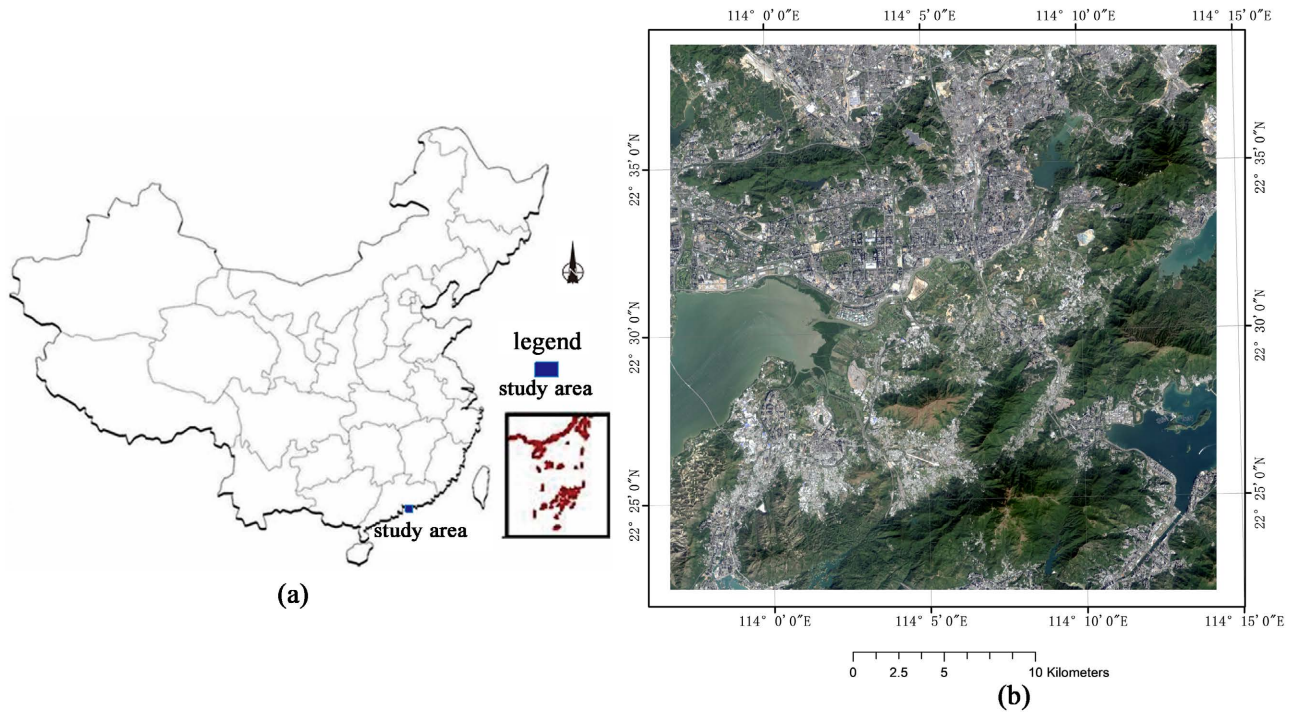 legend
study area
study area
(a)
114° 0′0″E 114° 5′0″E 114° 10′0″E 114° 15′0″E
22° 35′0″N
22° 30′0″N
22° 25′0″N
22° 35′0″N
22° 30′0″N
22° 25′0″N
114° 0′0″E 114° 5′0″E 114° 10′0″E 114° 15′0″E
0 2.5 5 10 Kilometers
(b)